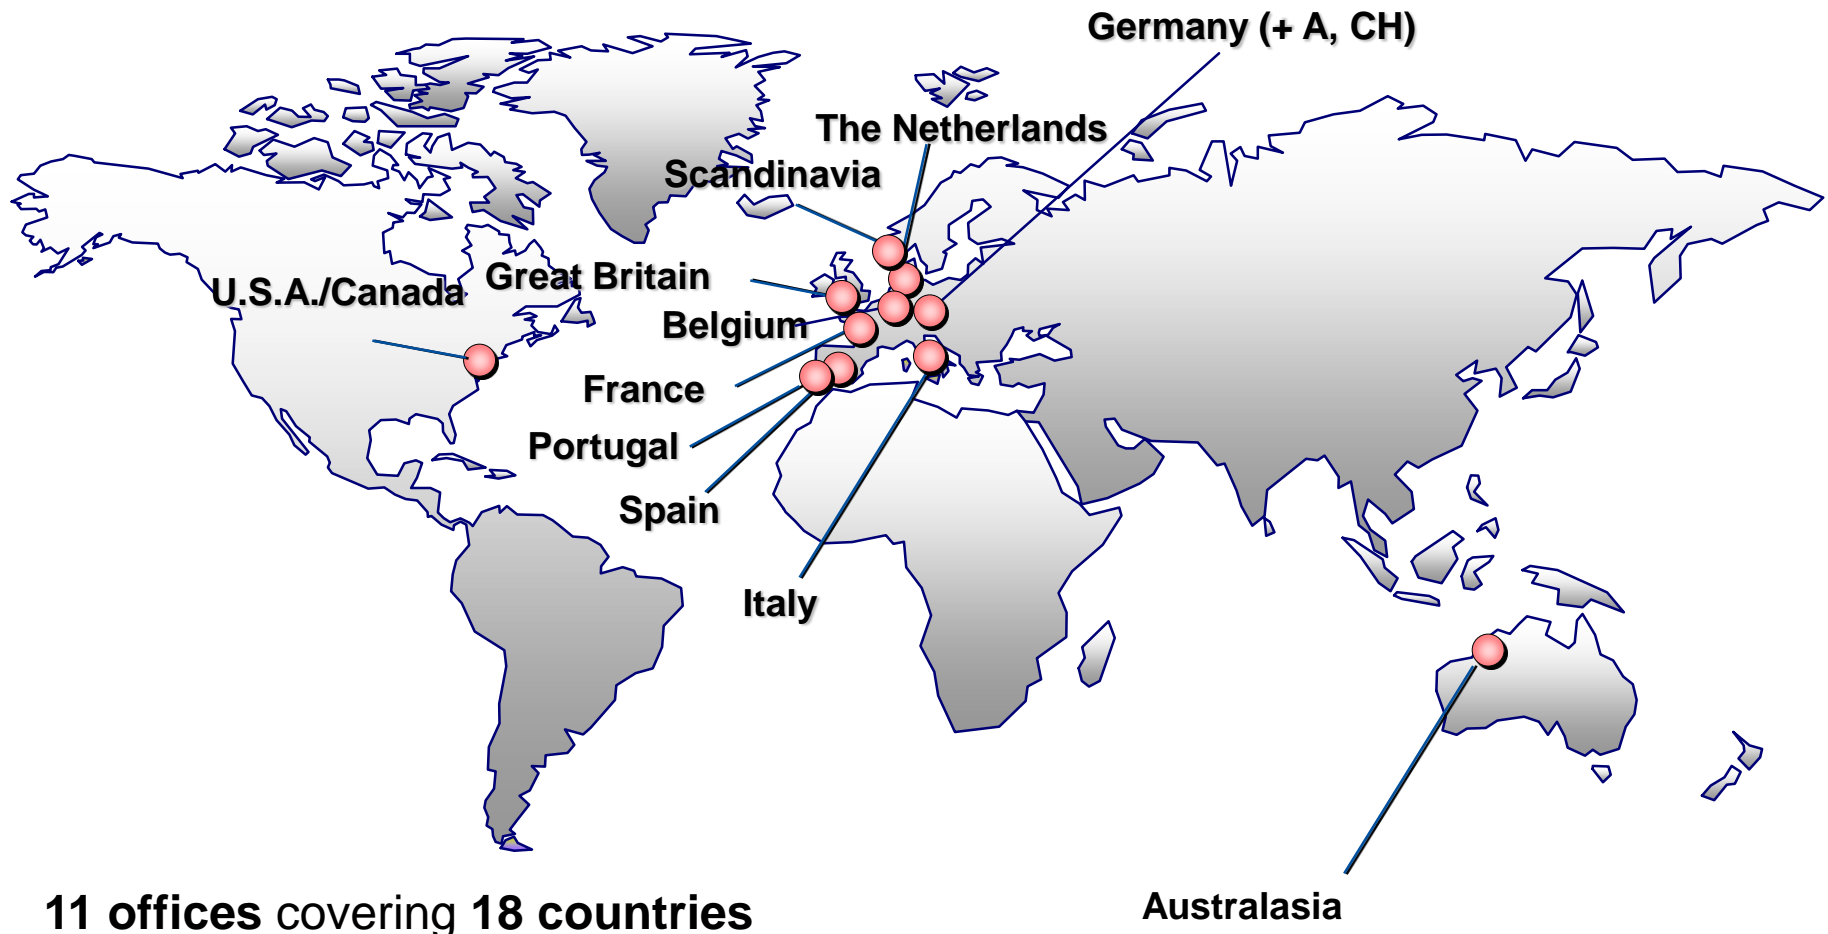 Germany (+ A, CH)
The Netherlands
Scandinavia
Great Britain
U.S.A./Canada
Belgium
France
Portugal
Spain
Italy
Australasia
11 offices covering 18 countries